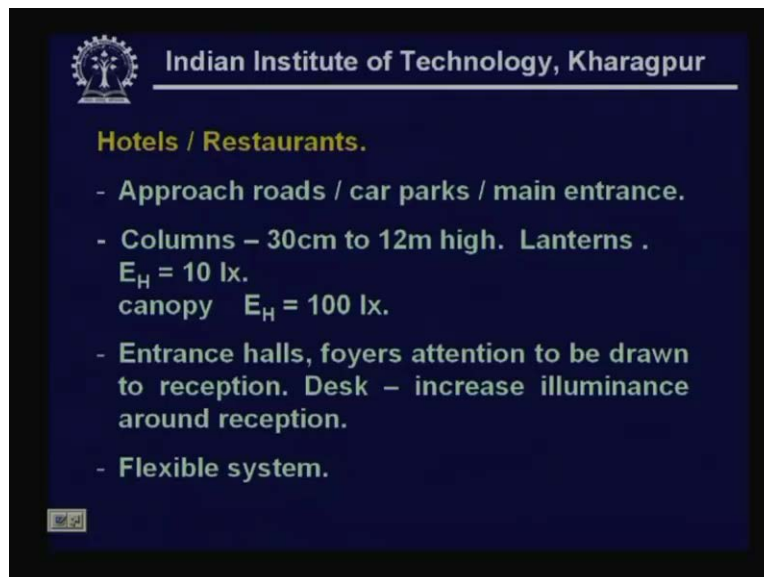 Indian Institute of Technology, Kharagpur
Hotels / Restaurants.
- Approach roads / car parks / main entrance.
- Columns – 30cm to 12m high. Lanterns .
E_H = 10 lx.
canopy E_H = 100 lx.
- Entrance halls, foyers attention to be drawn
to reception. Desk – increase illuminance
around reception.
- Flexible system.